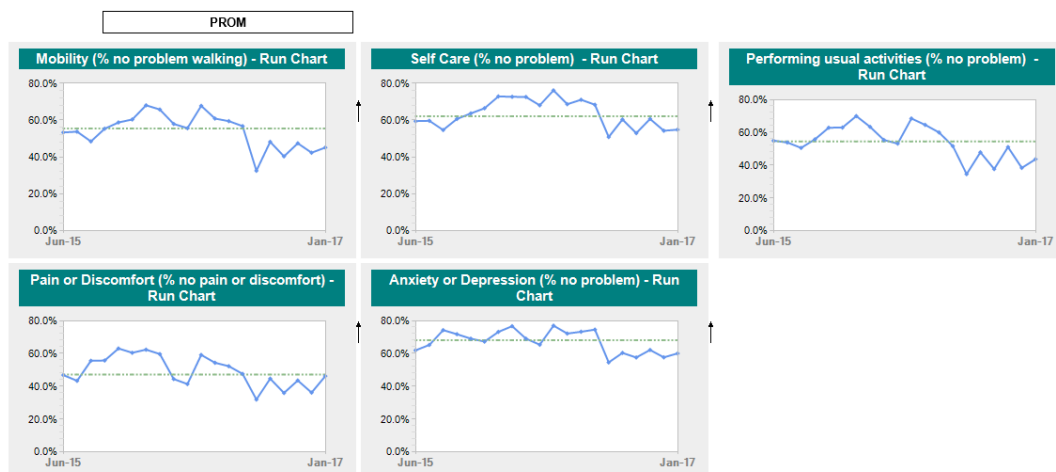 PROM
Mobility (% no problem walking) - Run Chart
80.0%
60.0%
40.0%
20.0%
0.0%
Jun-15
Jan-17
Self Care (% no problem)  - Run Chart
80.0%
60.0%
40.0%
20.0%
0.0%
Jun-15
Jan-17
Performing usual activities (% no problem)  -
Run Chart
80.0%
60.0%
40.0%
20.0%
0.0%
Jun-15
Jan-17
Pain or Discomfort (% no pain or discomfort) -
Run Chart
80.0%
60.0%
40.0%
20.0%
0.0%
Jun-15
Jan-17
Anxiety or Depression (% no problem) - Run
Chart
80.0%
60.0%
40.0%
20.0%
0.0%
Jun-15
Jan-17